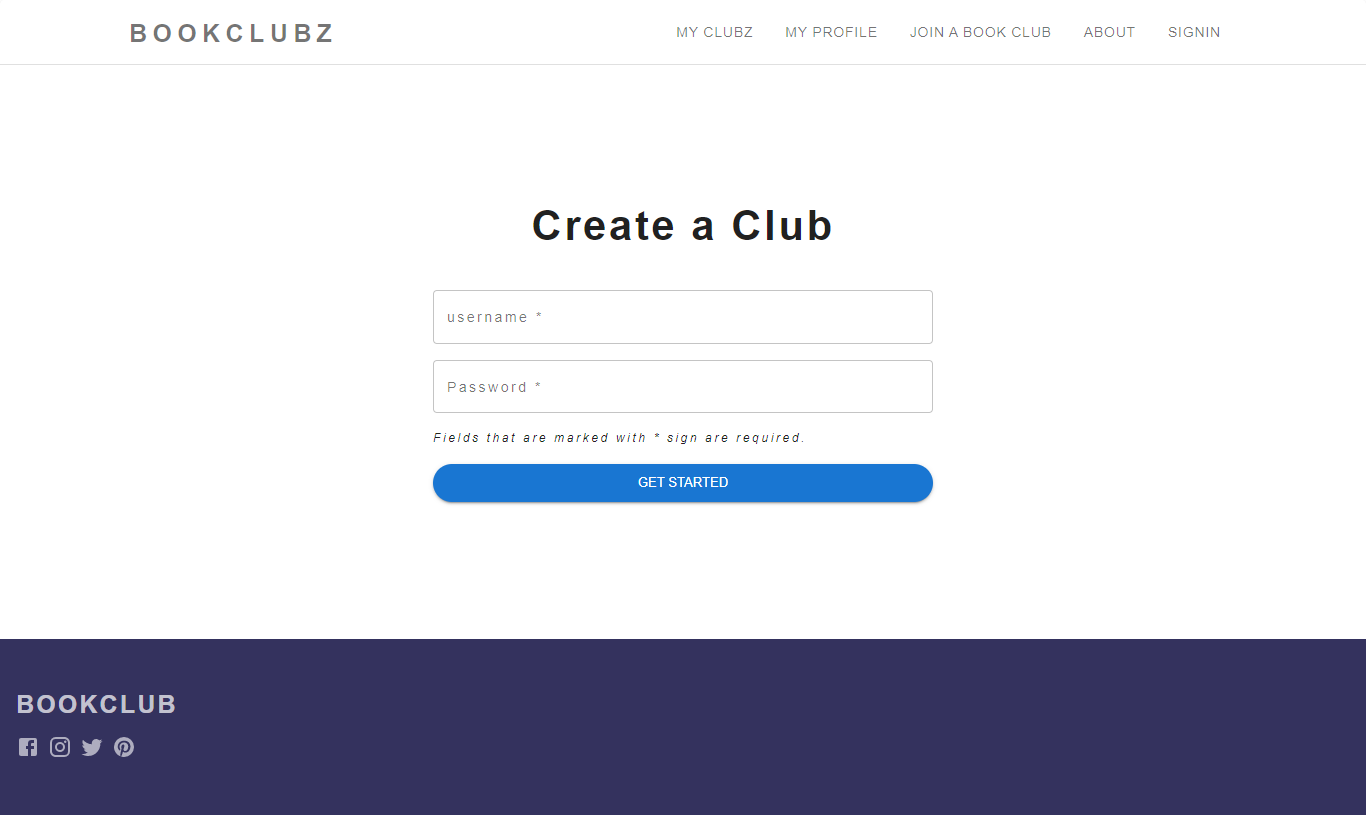 BOOKCLUBZ
MY CLUBZ MY PROFILE JOIN A BOOK CLUB ABOUT SIGNIN
Create a Club
username *
Password *
Fields that are marked with * sign are required.
GET STARTED
BOOKCLUB